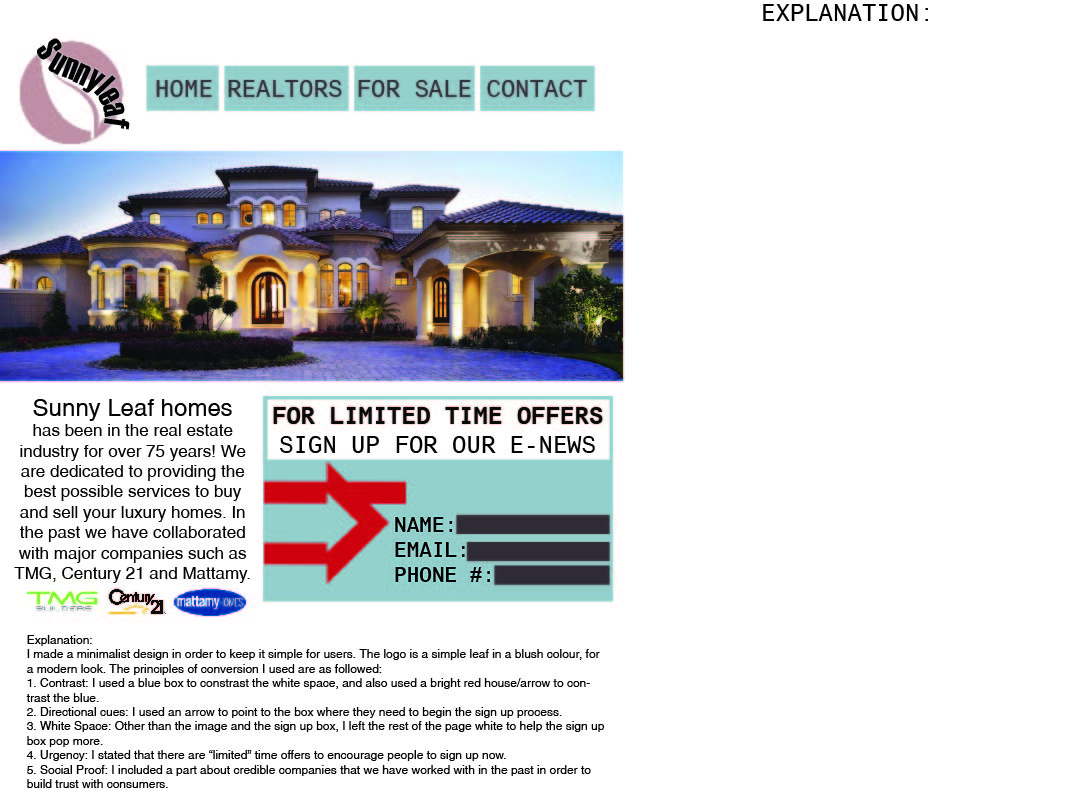 EXPLANATION:
Sunnyleaf
HOME REALTORS FOR SALE CONTACT
Sunny Leaf homes
has been in the real estate
industry for over 75 years! We
are dedicated to providing the
best possible services to buy
and sell your luxury homes. In
the past we have collaborated
with major companies such as
TMG, Century 21 and Mattamy.
TMG
BUILDERS
Century
21
mattamy HOMES
FOR LIMITED TIME OFFERS
SIGN UP FOR OUR E-NEWS
NAME:
EMAIL:
PHONE #:
Explanation:
I made a minimalist design in order to keep it simple for users. The logo is a simple leaf in a blush colour, for
a modern look. The principles of conversion I used are as followed:
1. Contrast: I used a blue box to constrast the white space, and also used a bright red house/arrow to con-
trast the blue.
2. Directional cues: I used an arrow to point to the box where they need to begin the sign up process.
3. White Space: Other than the image and the sign up box, I left the rest of the page white to help the sign up
box pop more.
4. Urgency: I stated that there are “limited” time offers to encourage people to sign up now.
5. Social Proof: I included a part about credible companies that we have worked with in the past in order to
build trust with consumers.